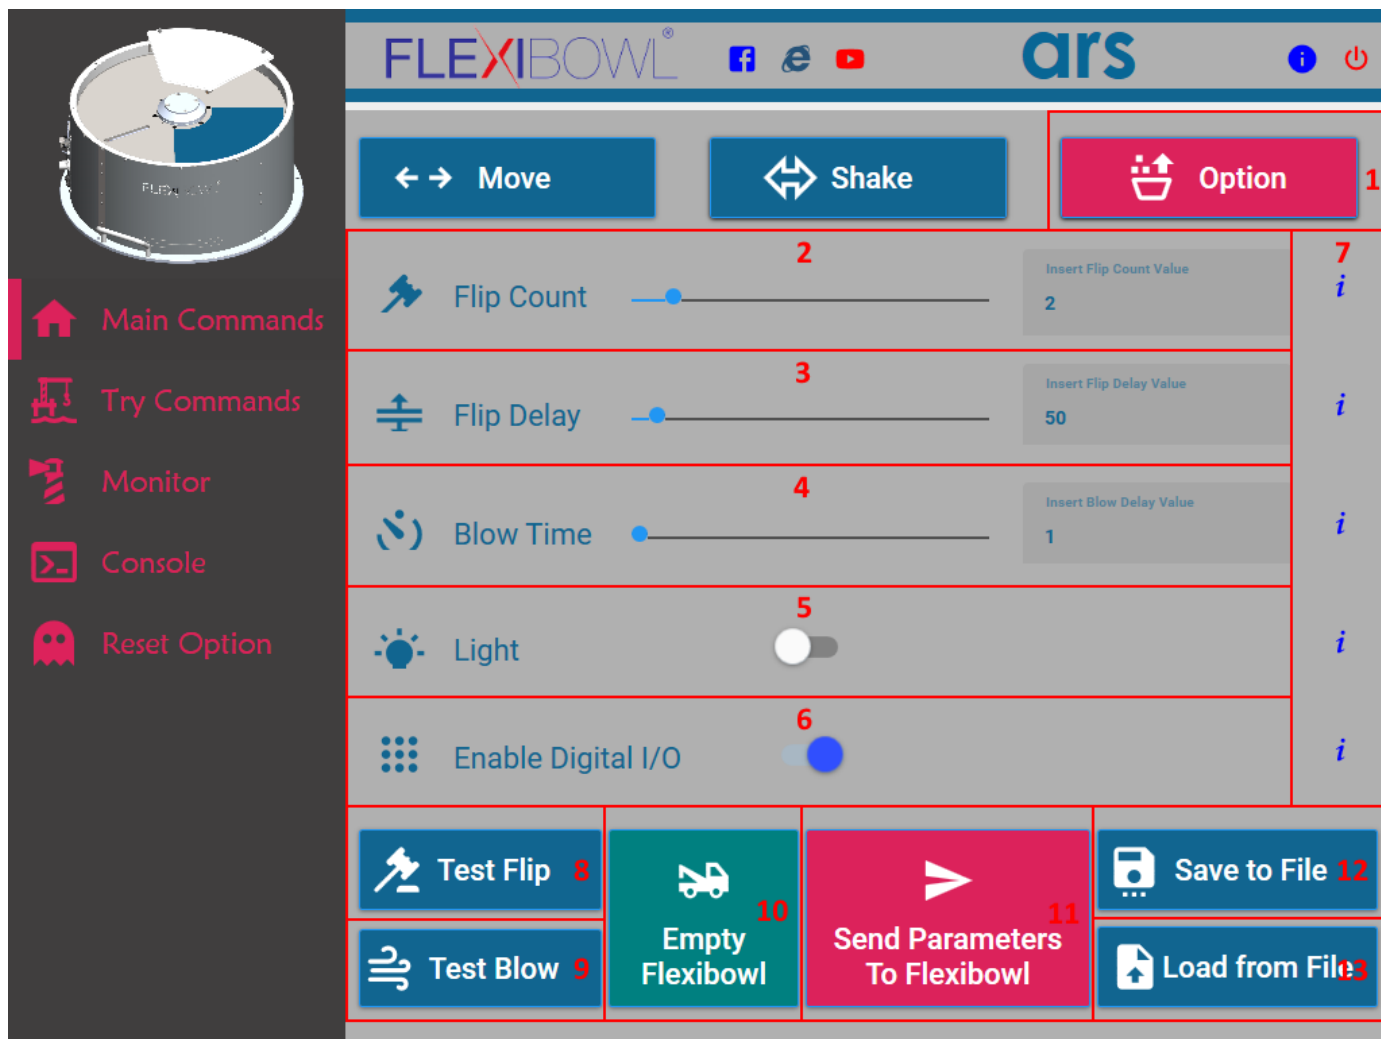 FLEXIBOWL®
ars
Move
Shake
Option
1
Main Commands
Try Commands
Monitor
Console
Reset Option
2
Flip Count
Insert Flip Count Value
2
7
i
3
Flip Delay
Insert Flip Delay Value
50
i
4
Blow Time
Insert Blow Delay Value
1
i
5
Light
i
6
Enable Digital I/O
i
Test Flip
8
Test Blow
9
10
Empty
Flexibowl
11
Send Parameters
To Flexibowl
Save to File
12
Load from File
13